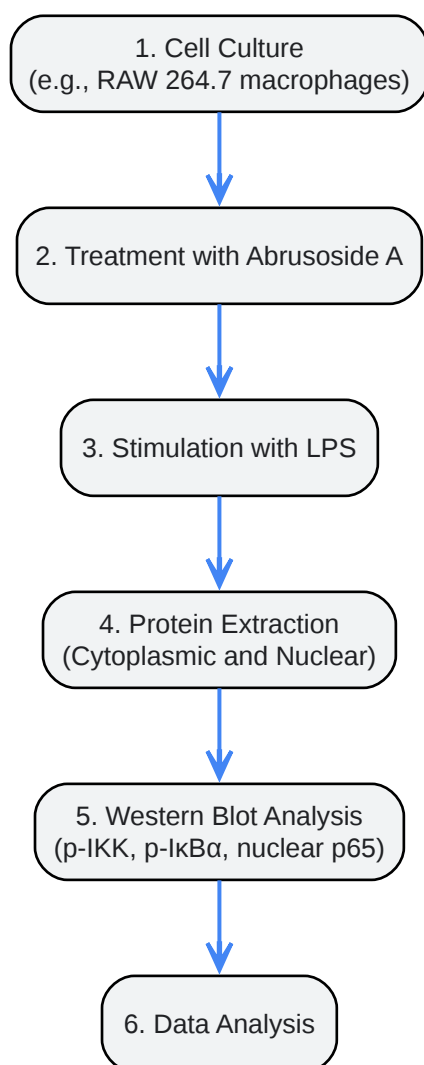 1. Cell Culture
(e.g., RAW 264.7 macrophages)
2. Treatment with Abrusoside A
3. Stimulation with LPS
4. Protein Extraction
(Cytoplasmic and Nuclear)
5. Western Blot Analysis
(p-IKK, p-IκBα, nuclear p65)
6. Data Analysis